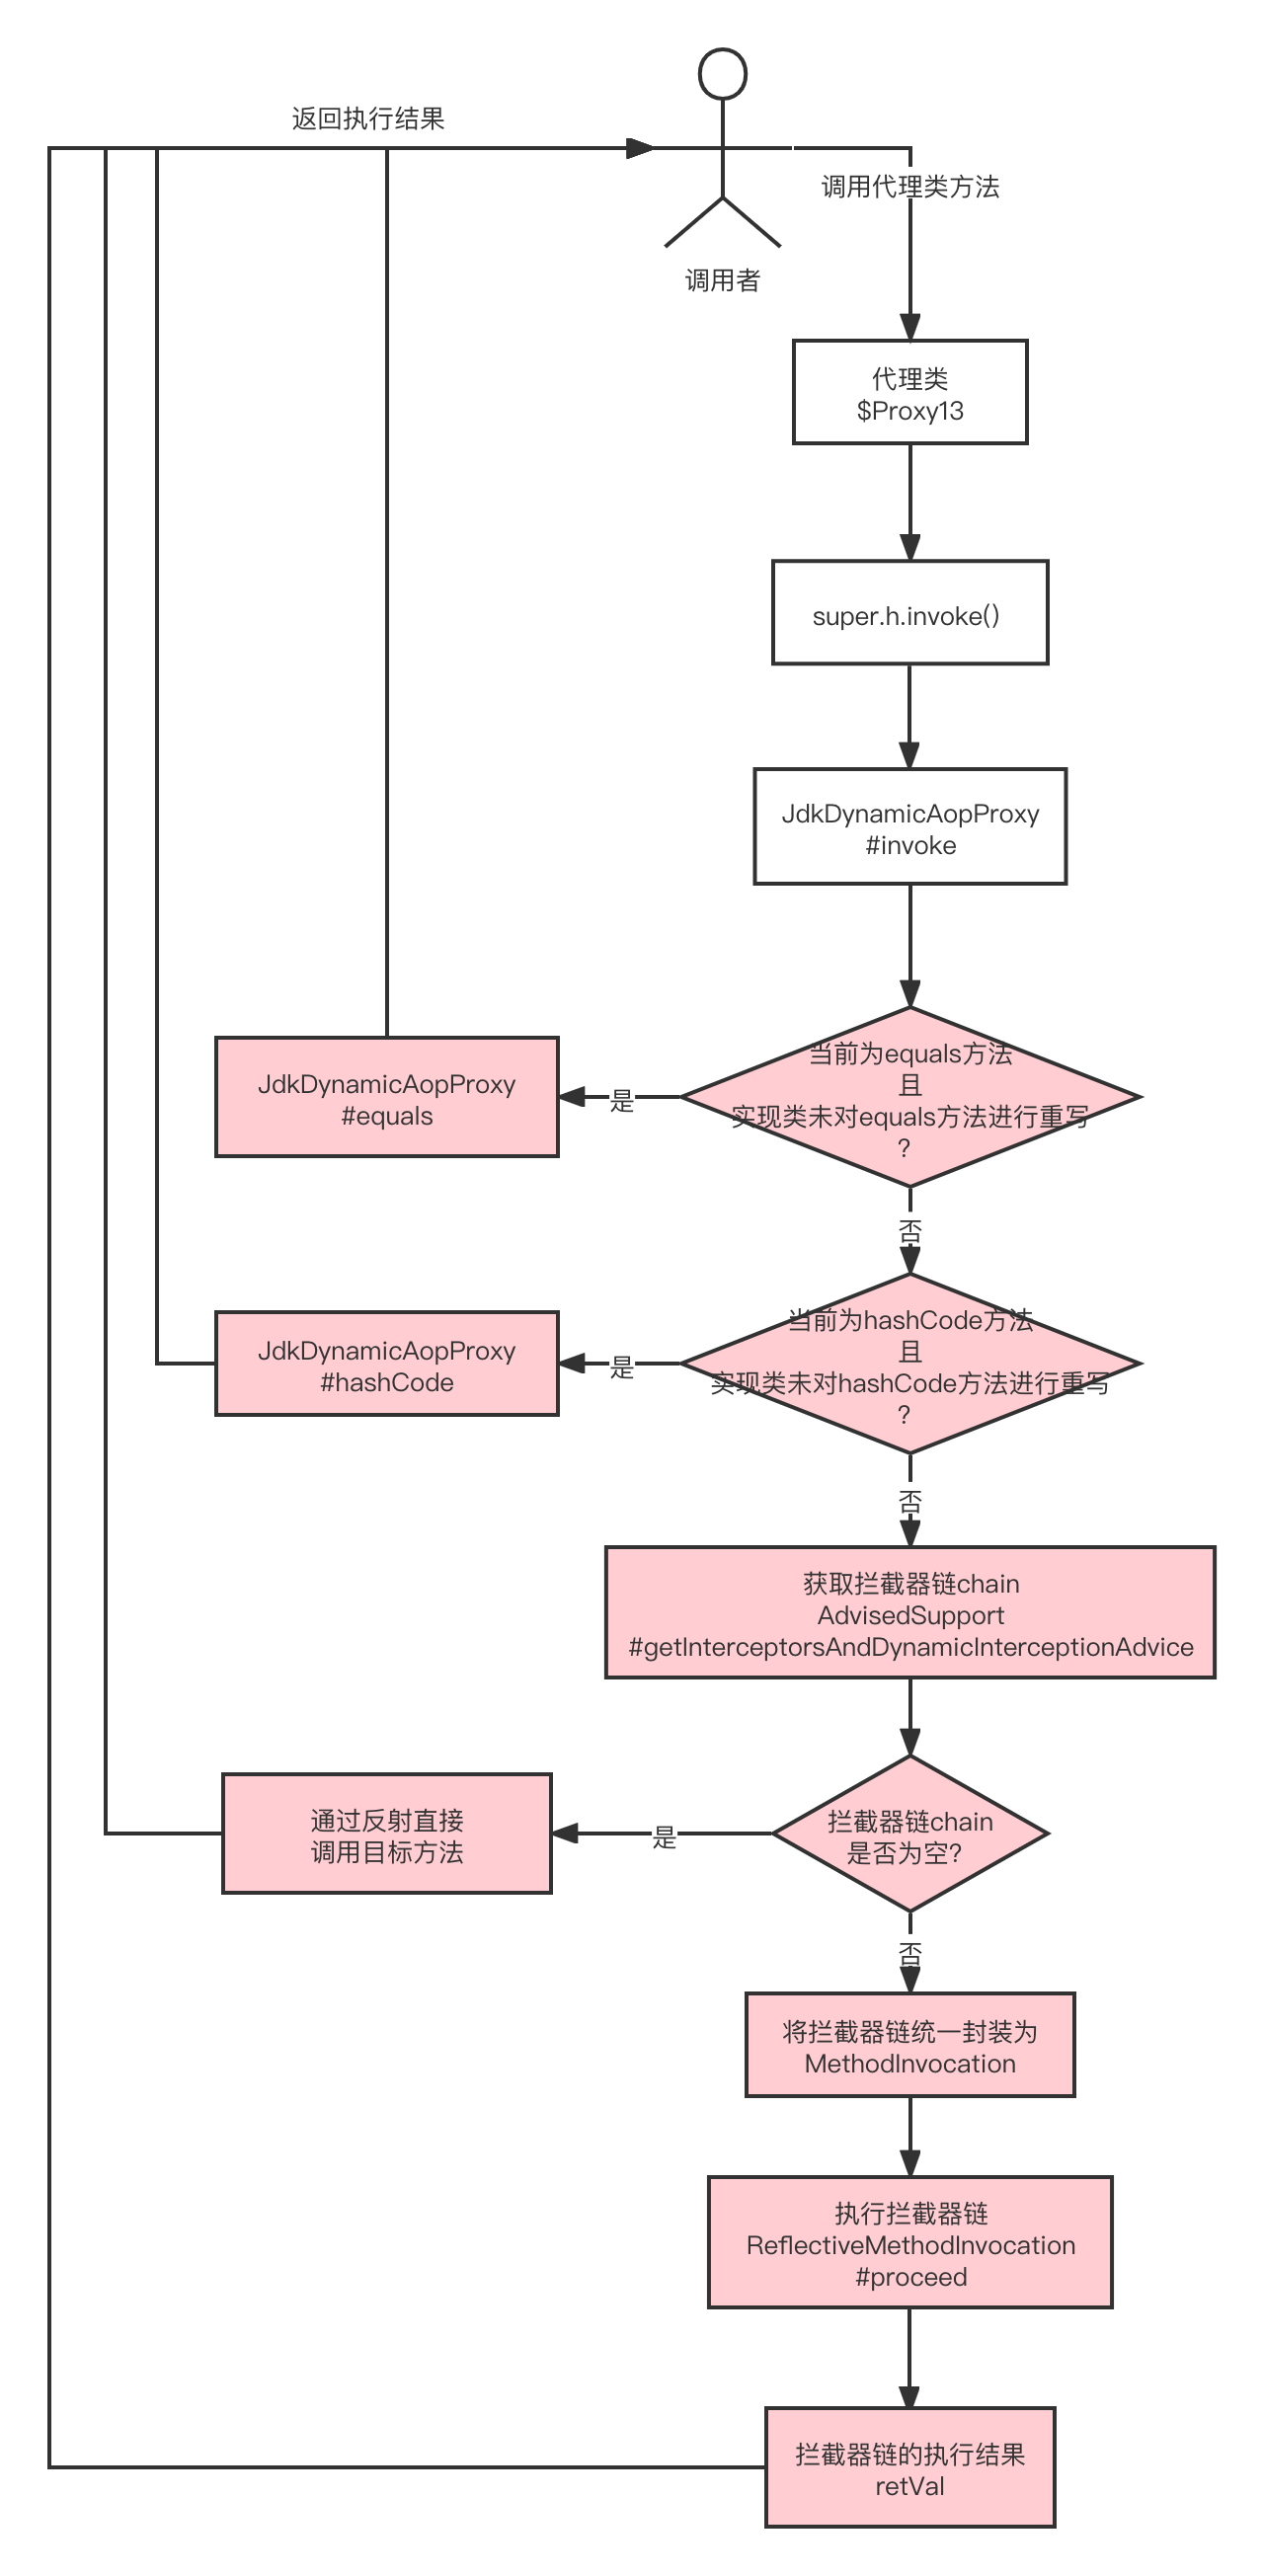 返回执行结果
调用代理类方法
调用者
代理类
$Proxy13
super.h.invoke()
JdkDynamicAopProxy
#invoke
当前为equals方法
且
实现类未对equals方法进行重写
?
是
JdkDynamicAopProxy
#equals
否
当前为hashCode方法
且
实现类未对hashCode方法进行重写
?
是
JdkDynamicAopProxy
#hashCode
否
获取拦截器链chain
AdvisedSupport
#getInterceptorsAndDynamicInterceptionAdvice
拦截器链chain
是否为空?
是
通过反射直接
调用目标方法
否
将拦截器链统一封装为
MethodInvocation
执行拦截器链
ReflectiveMethodInvocation
#proceed
拦截器链的执行结果
retVal